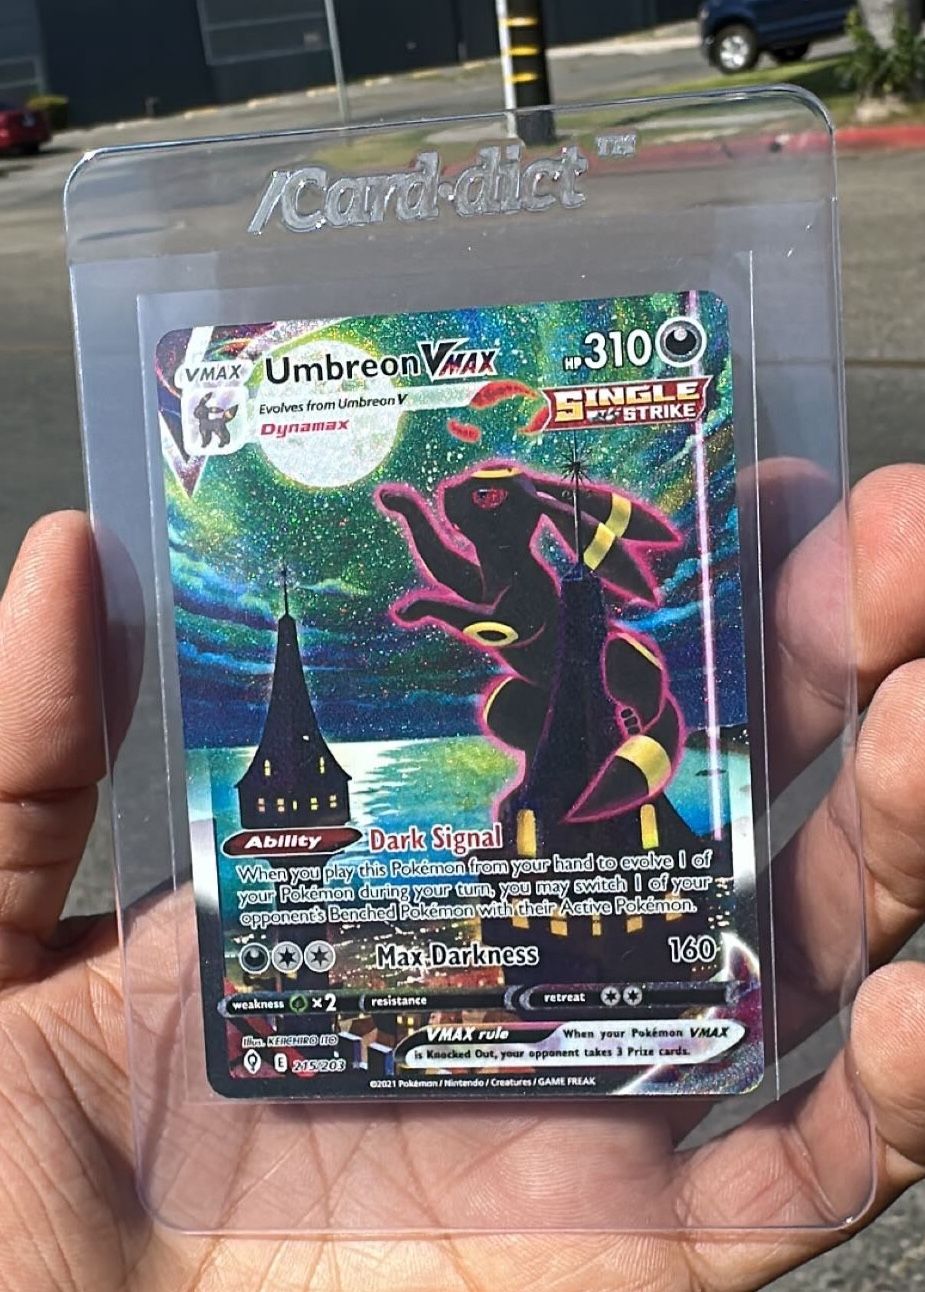 /Card·dict™
VMAX Umbreon VMAX HP 310
Evolves from Umbreon V
Dynamax
SINGLE
STRIKE
Ability Dark Signal
When you play this Pokémon from your hand to evolve 1 of
your Pokémon during your turn, you may switch 1 of your
opponent's Benched Pokémon with their Active Pokémon.
Max Darkness 160
weakness ×2 resistance retreat
Illus. KEIICHIRO ITO
E 215/203
VMAX rule When your Pokémon VMAX
is Knocked Out, your opponent takes 3 Prize cards.
©2021 Pokémon / Nintendo / Creatures / GAME FREAK